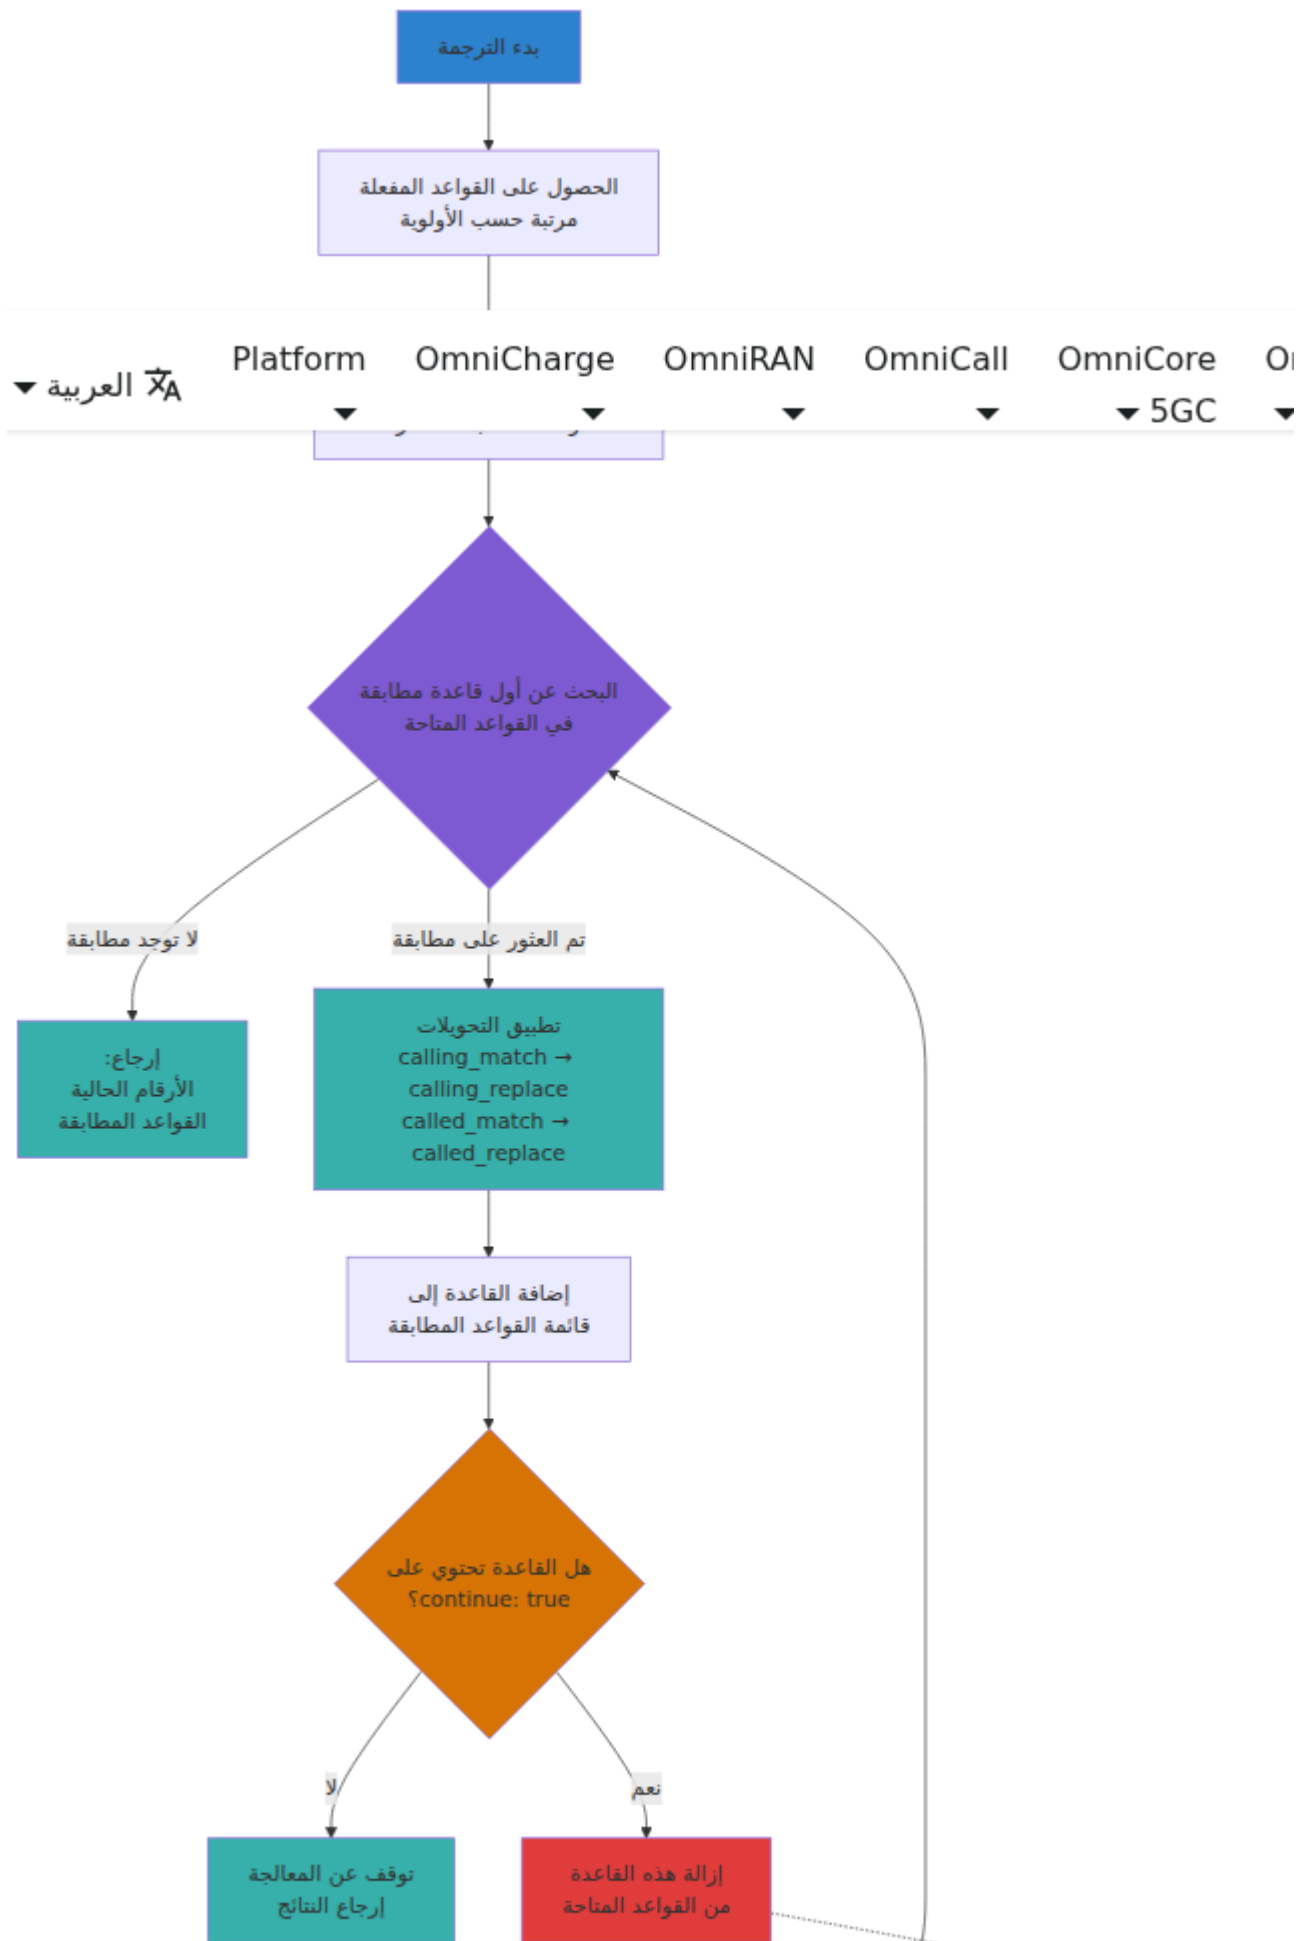 بدء الترجمة
الحصول على القواعد المفعلة
مرتبة حسب الأولوية
العربية
Platform
OmniCharge
OmniRAN
OmniCall
OmniCore
5GC
البحث عن أول قاعدة مطابقة
في القواعد المتاحة
لا توجد مطابقة
تم العثور على مطابقة
إرجاع:
الأرقام الحالية
القواعد المطابقة
تطبيق التحويلات
calling_match →
calling_replace
called_match →
called_replace
إضافة القاعدة إلى
قائمة القواعد المطابقة
هل القاعدة تحتوي على
continue: true؟
لا
نعم
توقف عن المعالجة
إرجاع النتائج
إزالة هذه القاعدة
من القواعد المتاحة